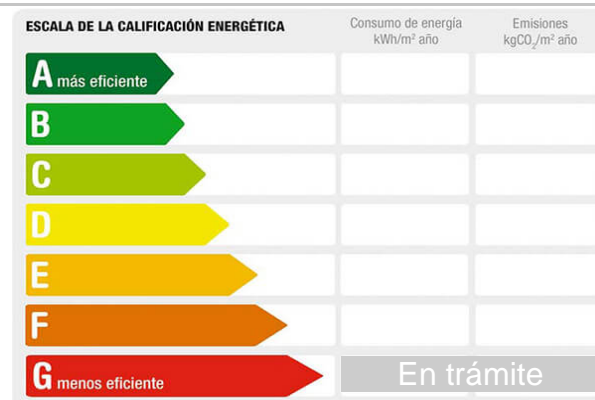 ESCALA DE LA CALIFICACIÓN ENERGÉTICA
Consumo de energía
kWh/m² año
Emisiones
kgCO₂/m² año
A más eficiente
B
C
D
E
F
G menos eficiente
En trámite